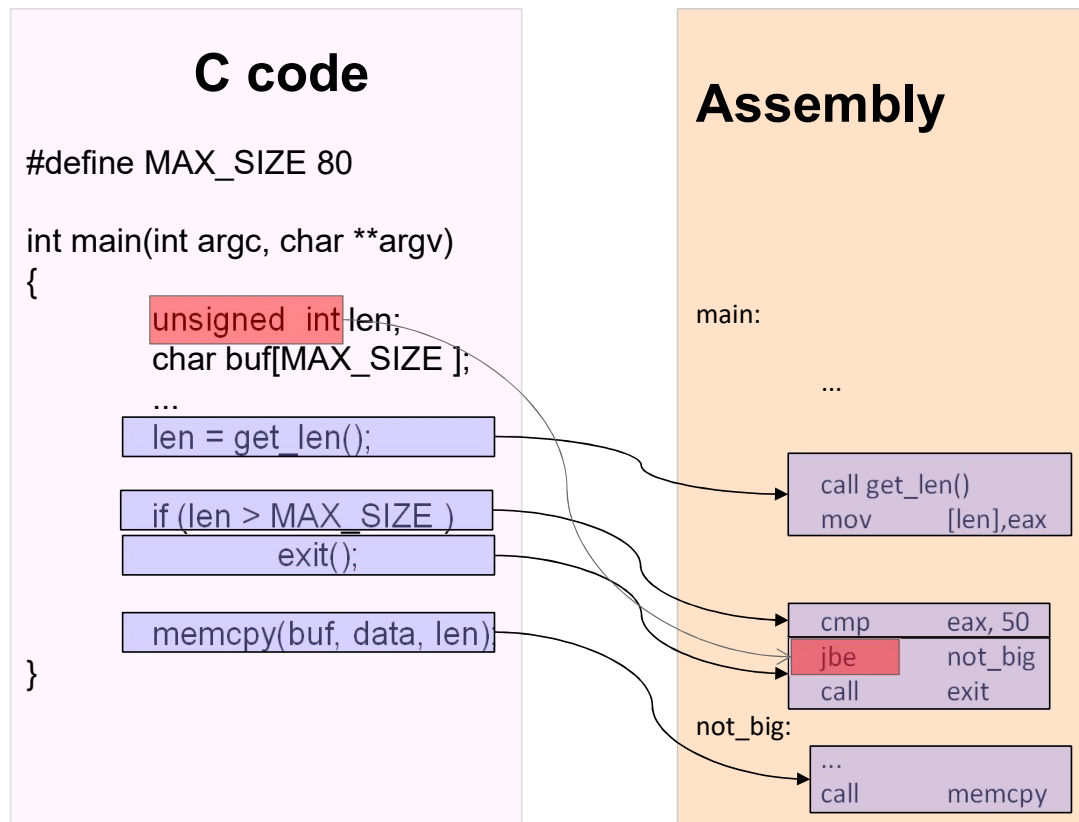 C code
#define MAX_SIZE 80
int main(int argc, char **argv)
{
unsigned int len;
char buf[MAX_SIZE ];
...
len = get_len();
if (len > MAX_SIZE )
exit();
memcpy(buf, data, len);
}
Assembly
main:
...
call get_len()
mov [len],eax
cmp eax, 50
jbe not_big
call exit
not_big:
...
call memcpy